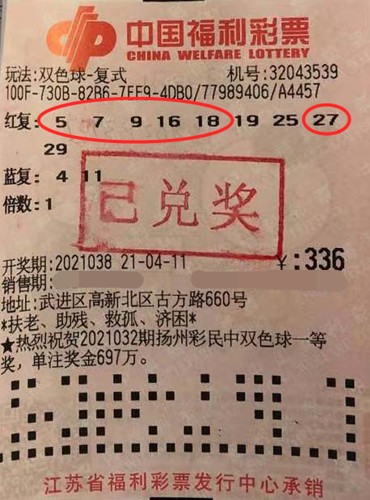 中国福利彩票
CHINA WELFARE LOTTERY
玩法:双色球-复式 机号:32043539
100F-730B-82B6-7EE9-4DB0/77989406/A4457
红复: 5 7 9 16 18 19 25 27
29
蓝复: 4 11
倍数:1
已兑奖
开奖期:2021038 21-04-11 ¥:336
销售期:
地址:武进区高新北区古方路660号
*扶老、助残、救孤、济困*
★热烈祝贺2021032期扬州彩民中双色球一等
奖,单注奖金697万。
江苏省福利彩票发行中心承销